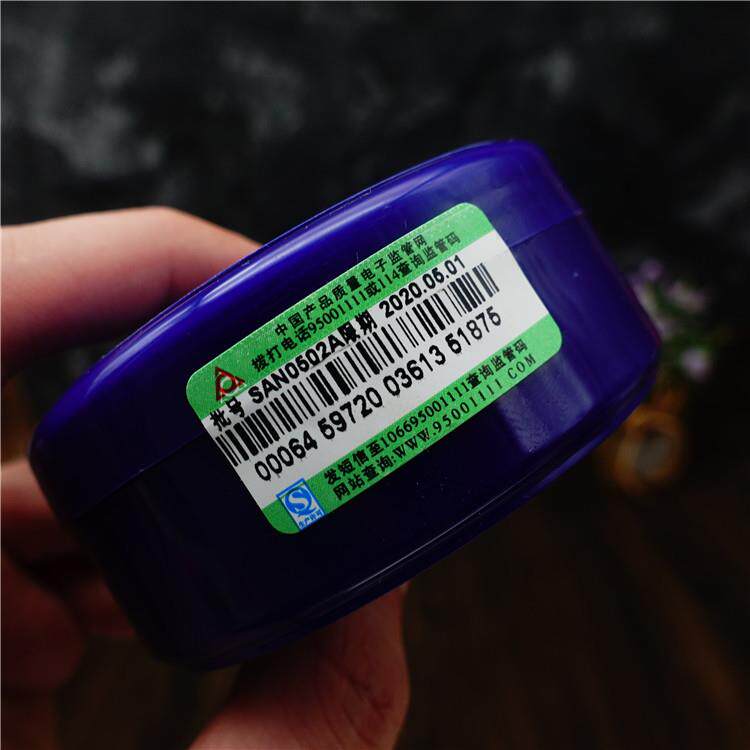 中国产品质量电子监管网
拨打电话95001111或114查询监管码
批号 SAN0502A限期 2020.05.01
00064 59720 03613 51875
发短信至106695001111查询监管码
网站查询:WWW.95001111 COM